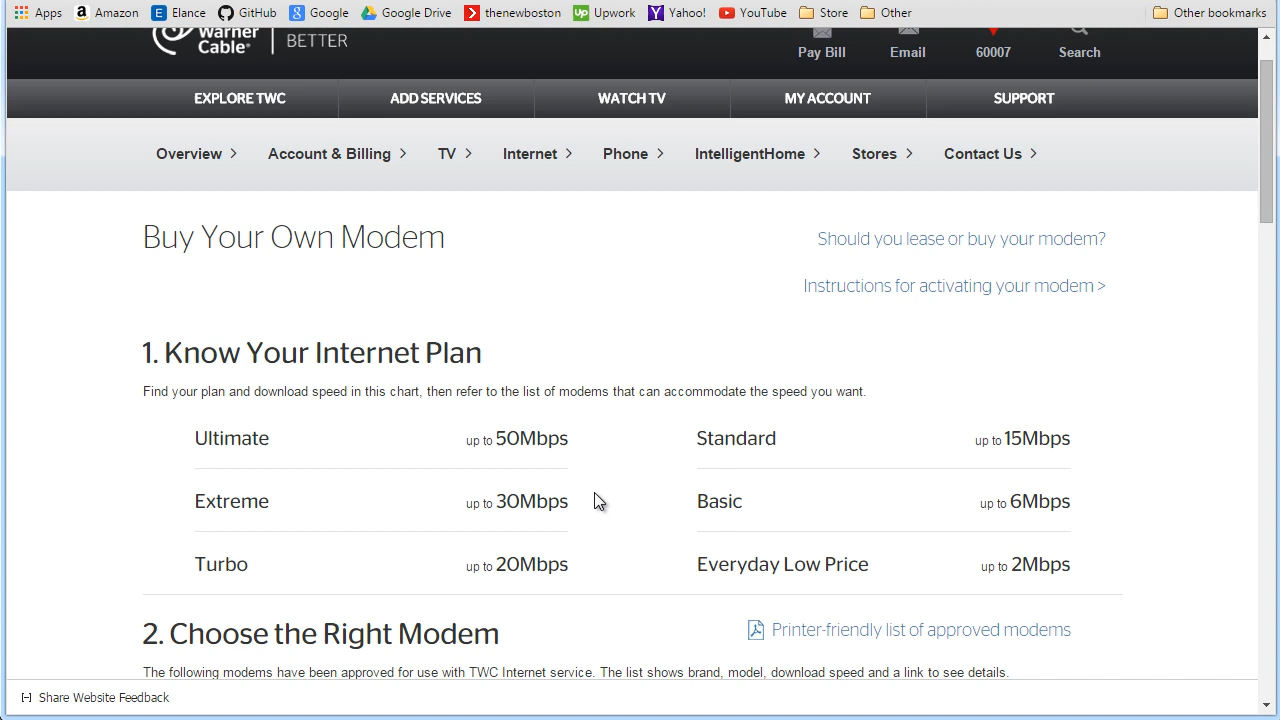 Apps Amazon Elance GitHub Google Google Drive thenewboston Upwork Yahoo! YouTube Store Other Other bookmarks
Warner
Cable
BETTER
Pay Bill Email 60007 Search
EXPLORE TWC ADD SERVICES WATCH TV MY ACCOUNT SUPPORT
Overview > Account & Billing > TV > Internet > Phone > IntelligentHome > Stores > Contact Us >
Buy Your Own Modem
Should you lease or buy your modem?
Instructions for activating your modem >
1. Know Your Internet Plan
Find your plan and download speed in this chart, then refer to the list of modems that can accommodate the speed you want.
Ultimate up to 50Mbps Standard up to 15Mbps
Extreme up to 30Mbps Basic up to 6Mbps
Turbo up to 20Mbps Everyday Low Price up to 2Mbps
2. Choose the Right Modem Printer-friendly list of approved modems
The following modems have been approved for use with TWC Internet service. The list shows brand, model, download speed and a link to see details.
[-] Share Website Feedback